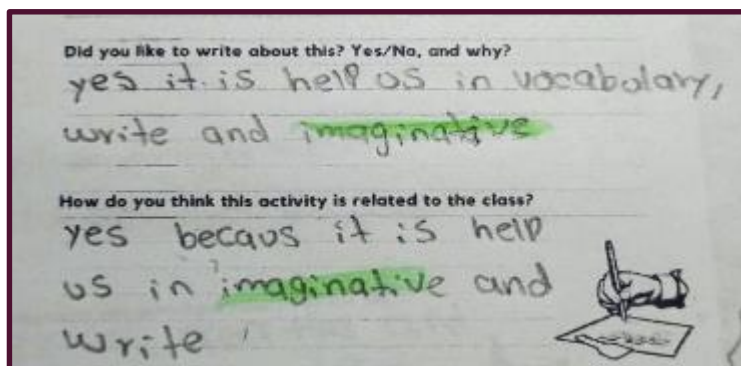 Did you like to write about this? Yes/No, and why?
yes it is help us in vocabulary,
write and imaginative
How do you think this activity is related to the class?
yes becaus it is help
us in imaginative and
write